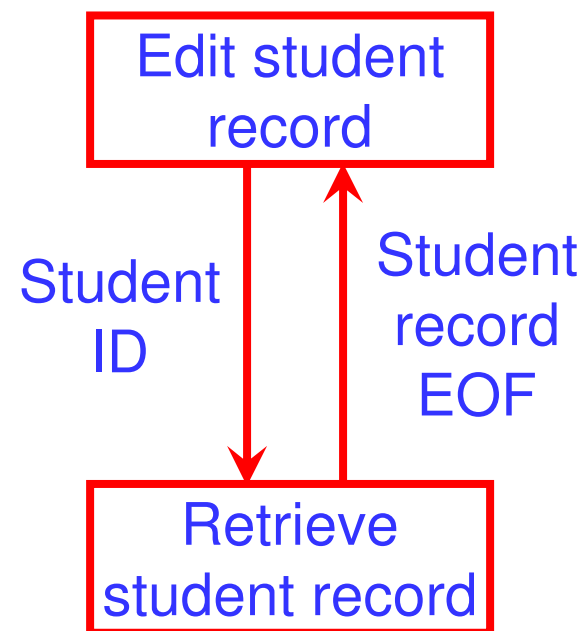 Edit student
record
Student
ID
Student
record
EOF
Retrieve
student record